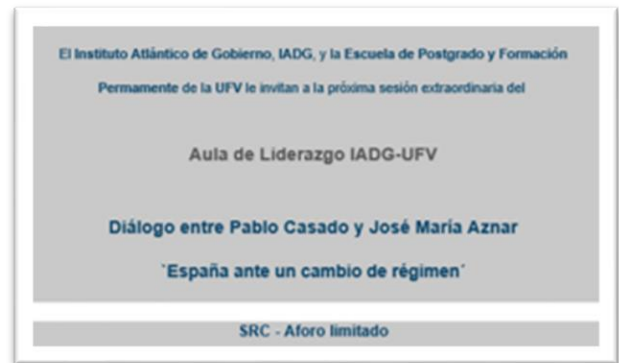 El Instituto Atlántico de Gobierno, IADG, y la Escuela de Postgrado y Formación
Permamente de la UFV le invitan a la próxima sesión extraordinaria del
Aula de Liderazgo IADG-UFV
Diálogo entre Pablo Casado y José María Aznar
`España ante un cambio de régimen´
SRC - Aforo limitado